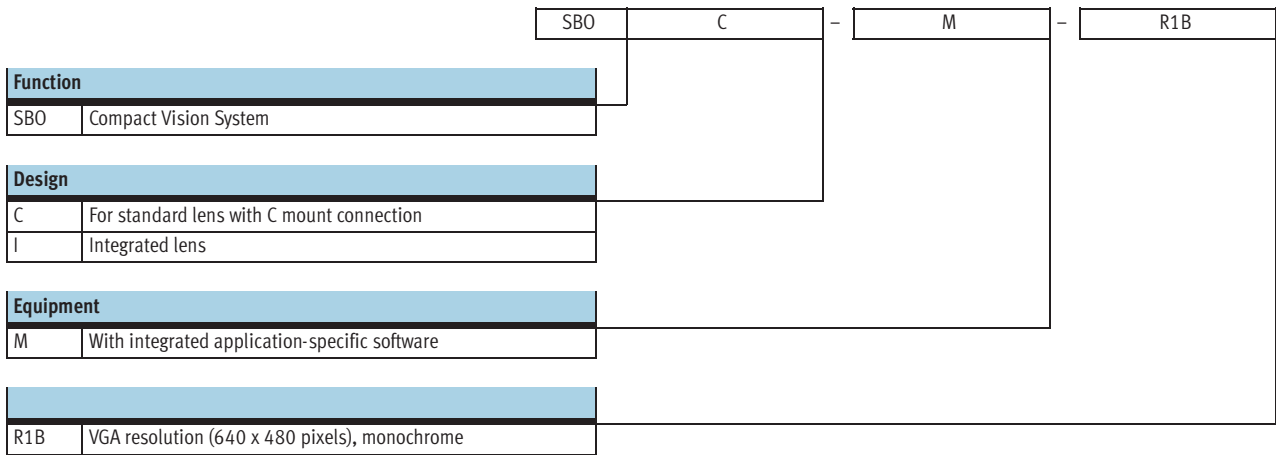 SBO C – M – R1B
Function
SBO Compact Vision System
Design
C For standard lens with C mount connection
I Integrated lens
Equipment
M With integrated application-specific software
R1B VGA resolution (640 x 480 pixels), monochrome